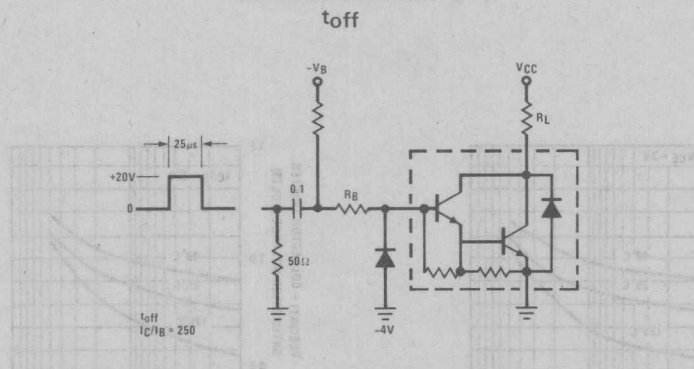 toff
-VB
VCC
RL
25µs
+20V
0
0.1
RB
50Ω
-4V
toff
IC/IB = 250